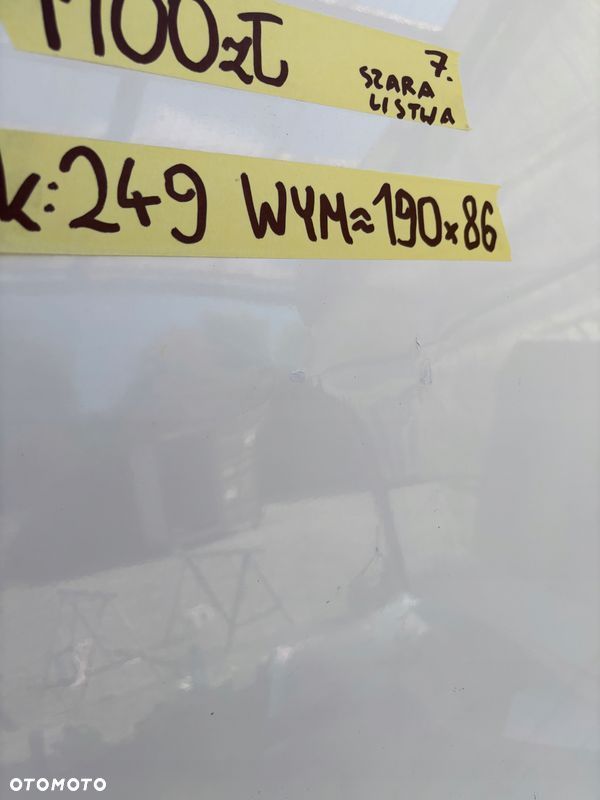 1100zł
7.
SZARA
LISTWA
k: 249 WYM≈190x86
OTOMOTO